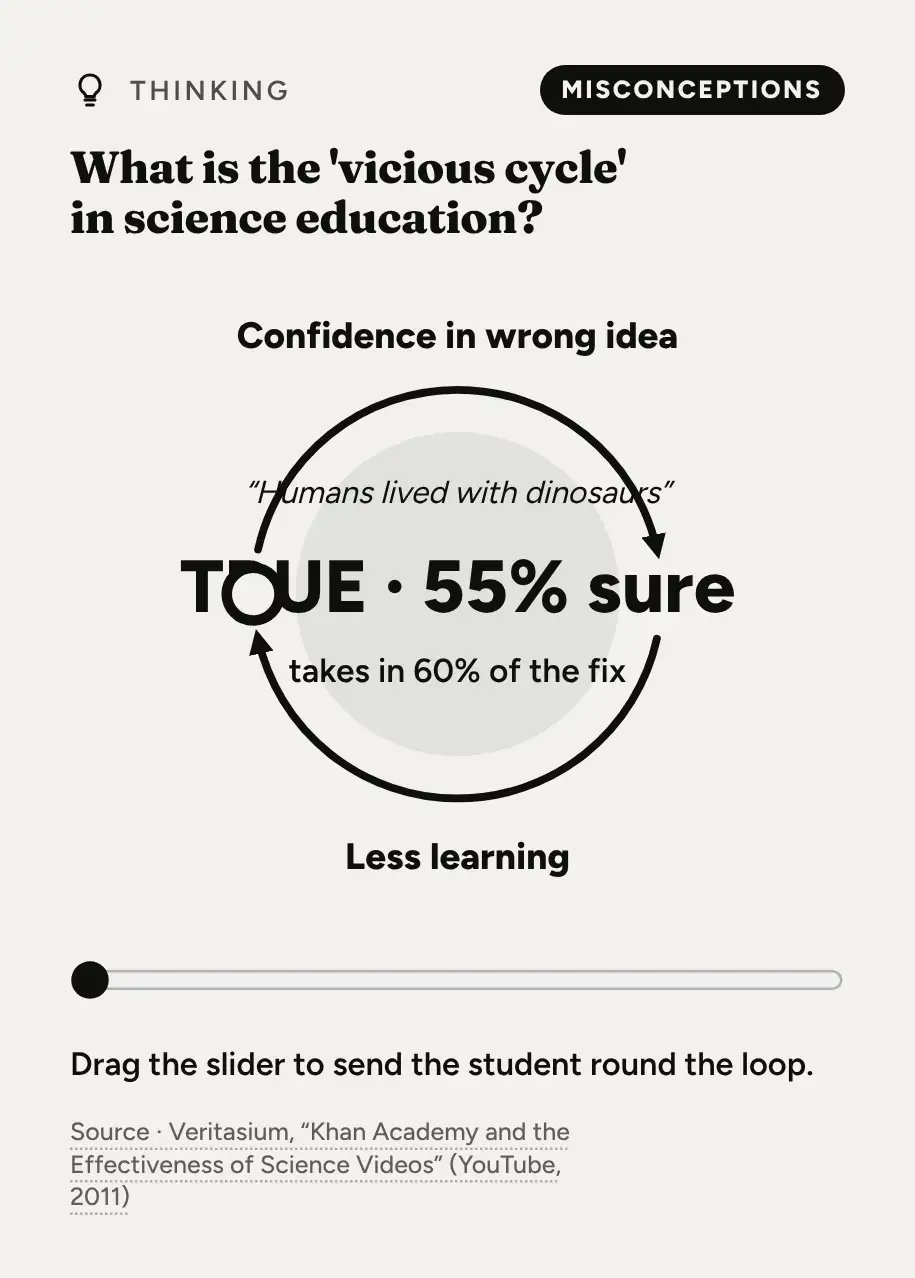 THINKING
MISCONCEPTIONS
What is the 'vicious cycle'
in science education?
Confidence in wrong idea
“Humans lived with dinosaurs”
TRUE · 55% sure
takes in 60% of the fix
Less learning
Drag the slider to send the student round the loop.
Source · Veritasium, “Khan Academy and the
Effectiveness of Science Videos” (YouTube,
2011)